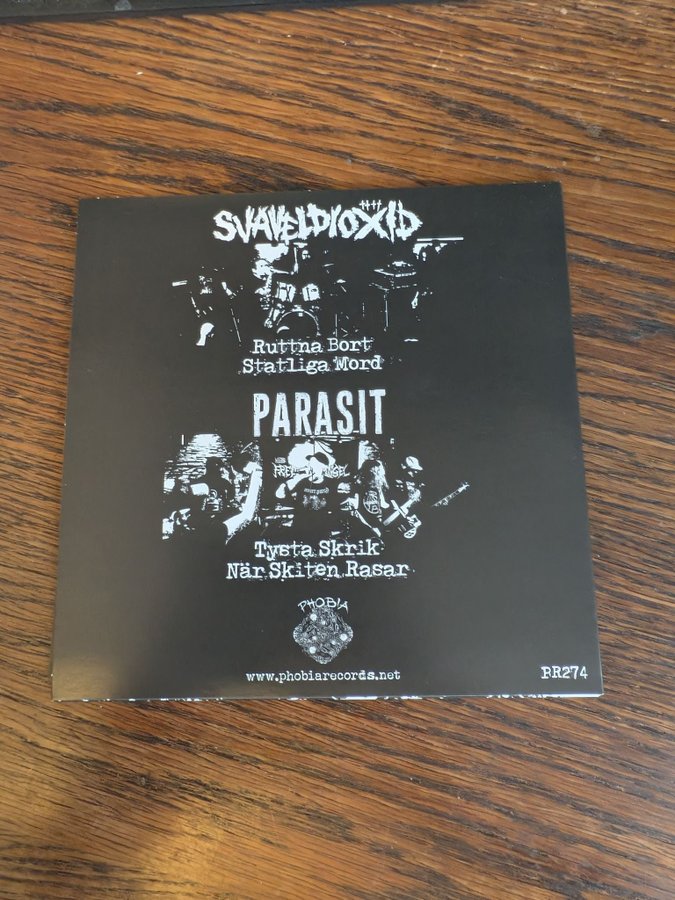 SVAVELDIOXID
Ruttna Bort
Statliga Mord
PARASIT
Tysta Skrik
När Skiten Rasar
PHOBIA
www.phobiarecords.net
PR274